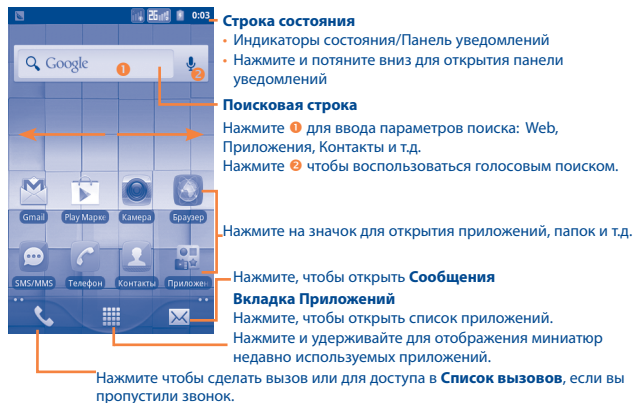 2G 0:03
Строка состояния
• Индикаторы состояния/Панель уведомлений
• Нажмите и потяните вниз для открытия панели
уведомлений
Google 1 2
Поисковая строка
Нажмите 1 для ввода параметров поиска: Web,
Приложения, Контакты и т.д.
Нажмите 2 чтобы воспользоваться голосовым поиском.
Gmail Play Марке Камера Браузер
Нажмите на значок для открытия приложений, папок и т.д.
SMS/MMS Телефон Контакты Приложен
Нажмите, чтобы открыть Сообщения
Вкладка Приложений
Нажмите, чтобы открыть список приложений.
Нажмите и удерживайте для отображения миниатюр
недавно используемых приложений.
Нажмите чтобы сделать вызов или для доступа в Список вызовов, если вы
пропустили звонок.